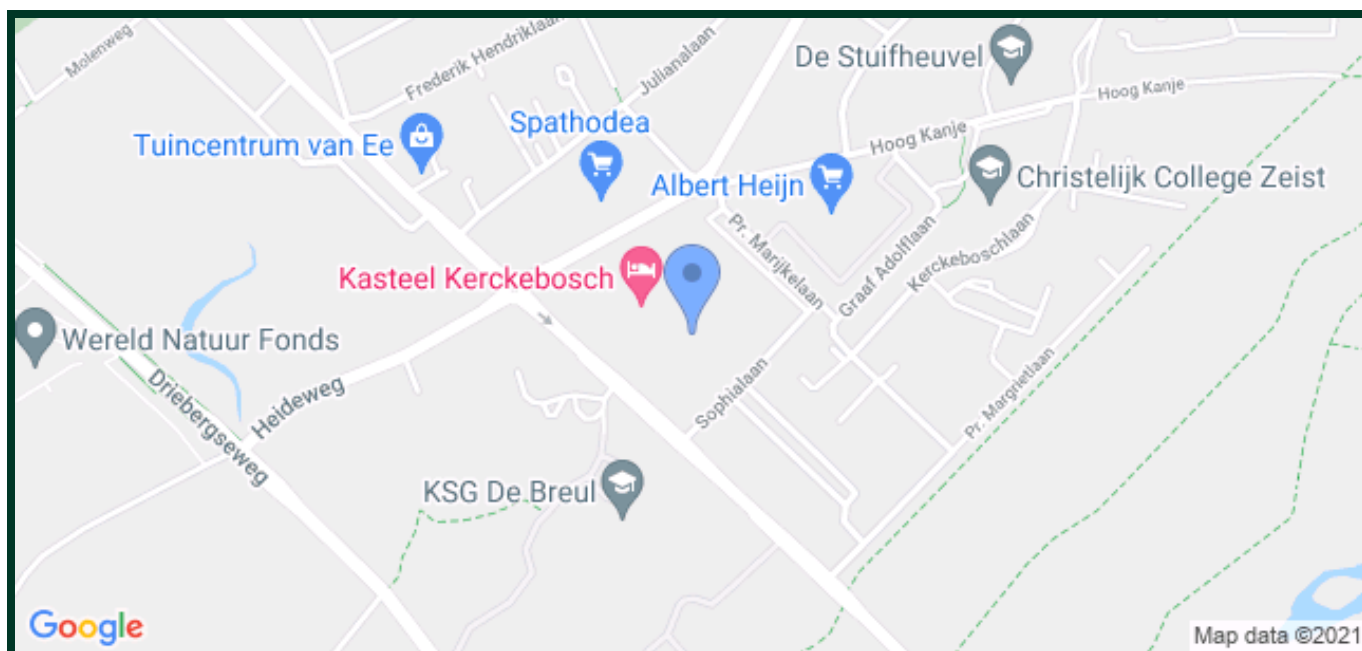 De Stuifheuvel
Molenweg
Frederik Hendriklaan
Julianalaan
Hoog Kanje
Spathodea
Tuincentrum van Ee
Hoog Kanje
Albert Heijn
Christelijk College Zeist
Pr. Marijkelaan
Graaf Adolflaan
Kerckeboschlaan
Kasteel Kerckebosch
Wereld Natuur Fonds
Driebergseweg
Heideweg
Sophialaan
Pr. Margrietlaan
KSG De Breul
Google
Map data ©2021